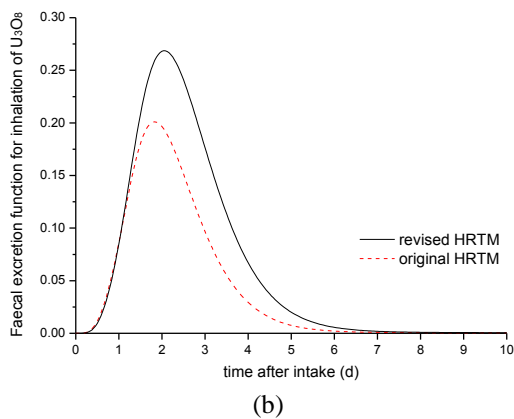 Faecal excretion function for inhalation of U₃O₈
0.30
0.25
0.20
0.15
0.10
0.05
0.00
revised HRTM
original HRTM
0 1 2 3 4 5 6 7 8 9 10
time after intake (d)
(b)